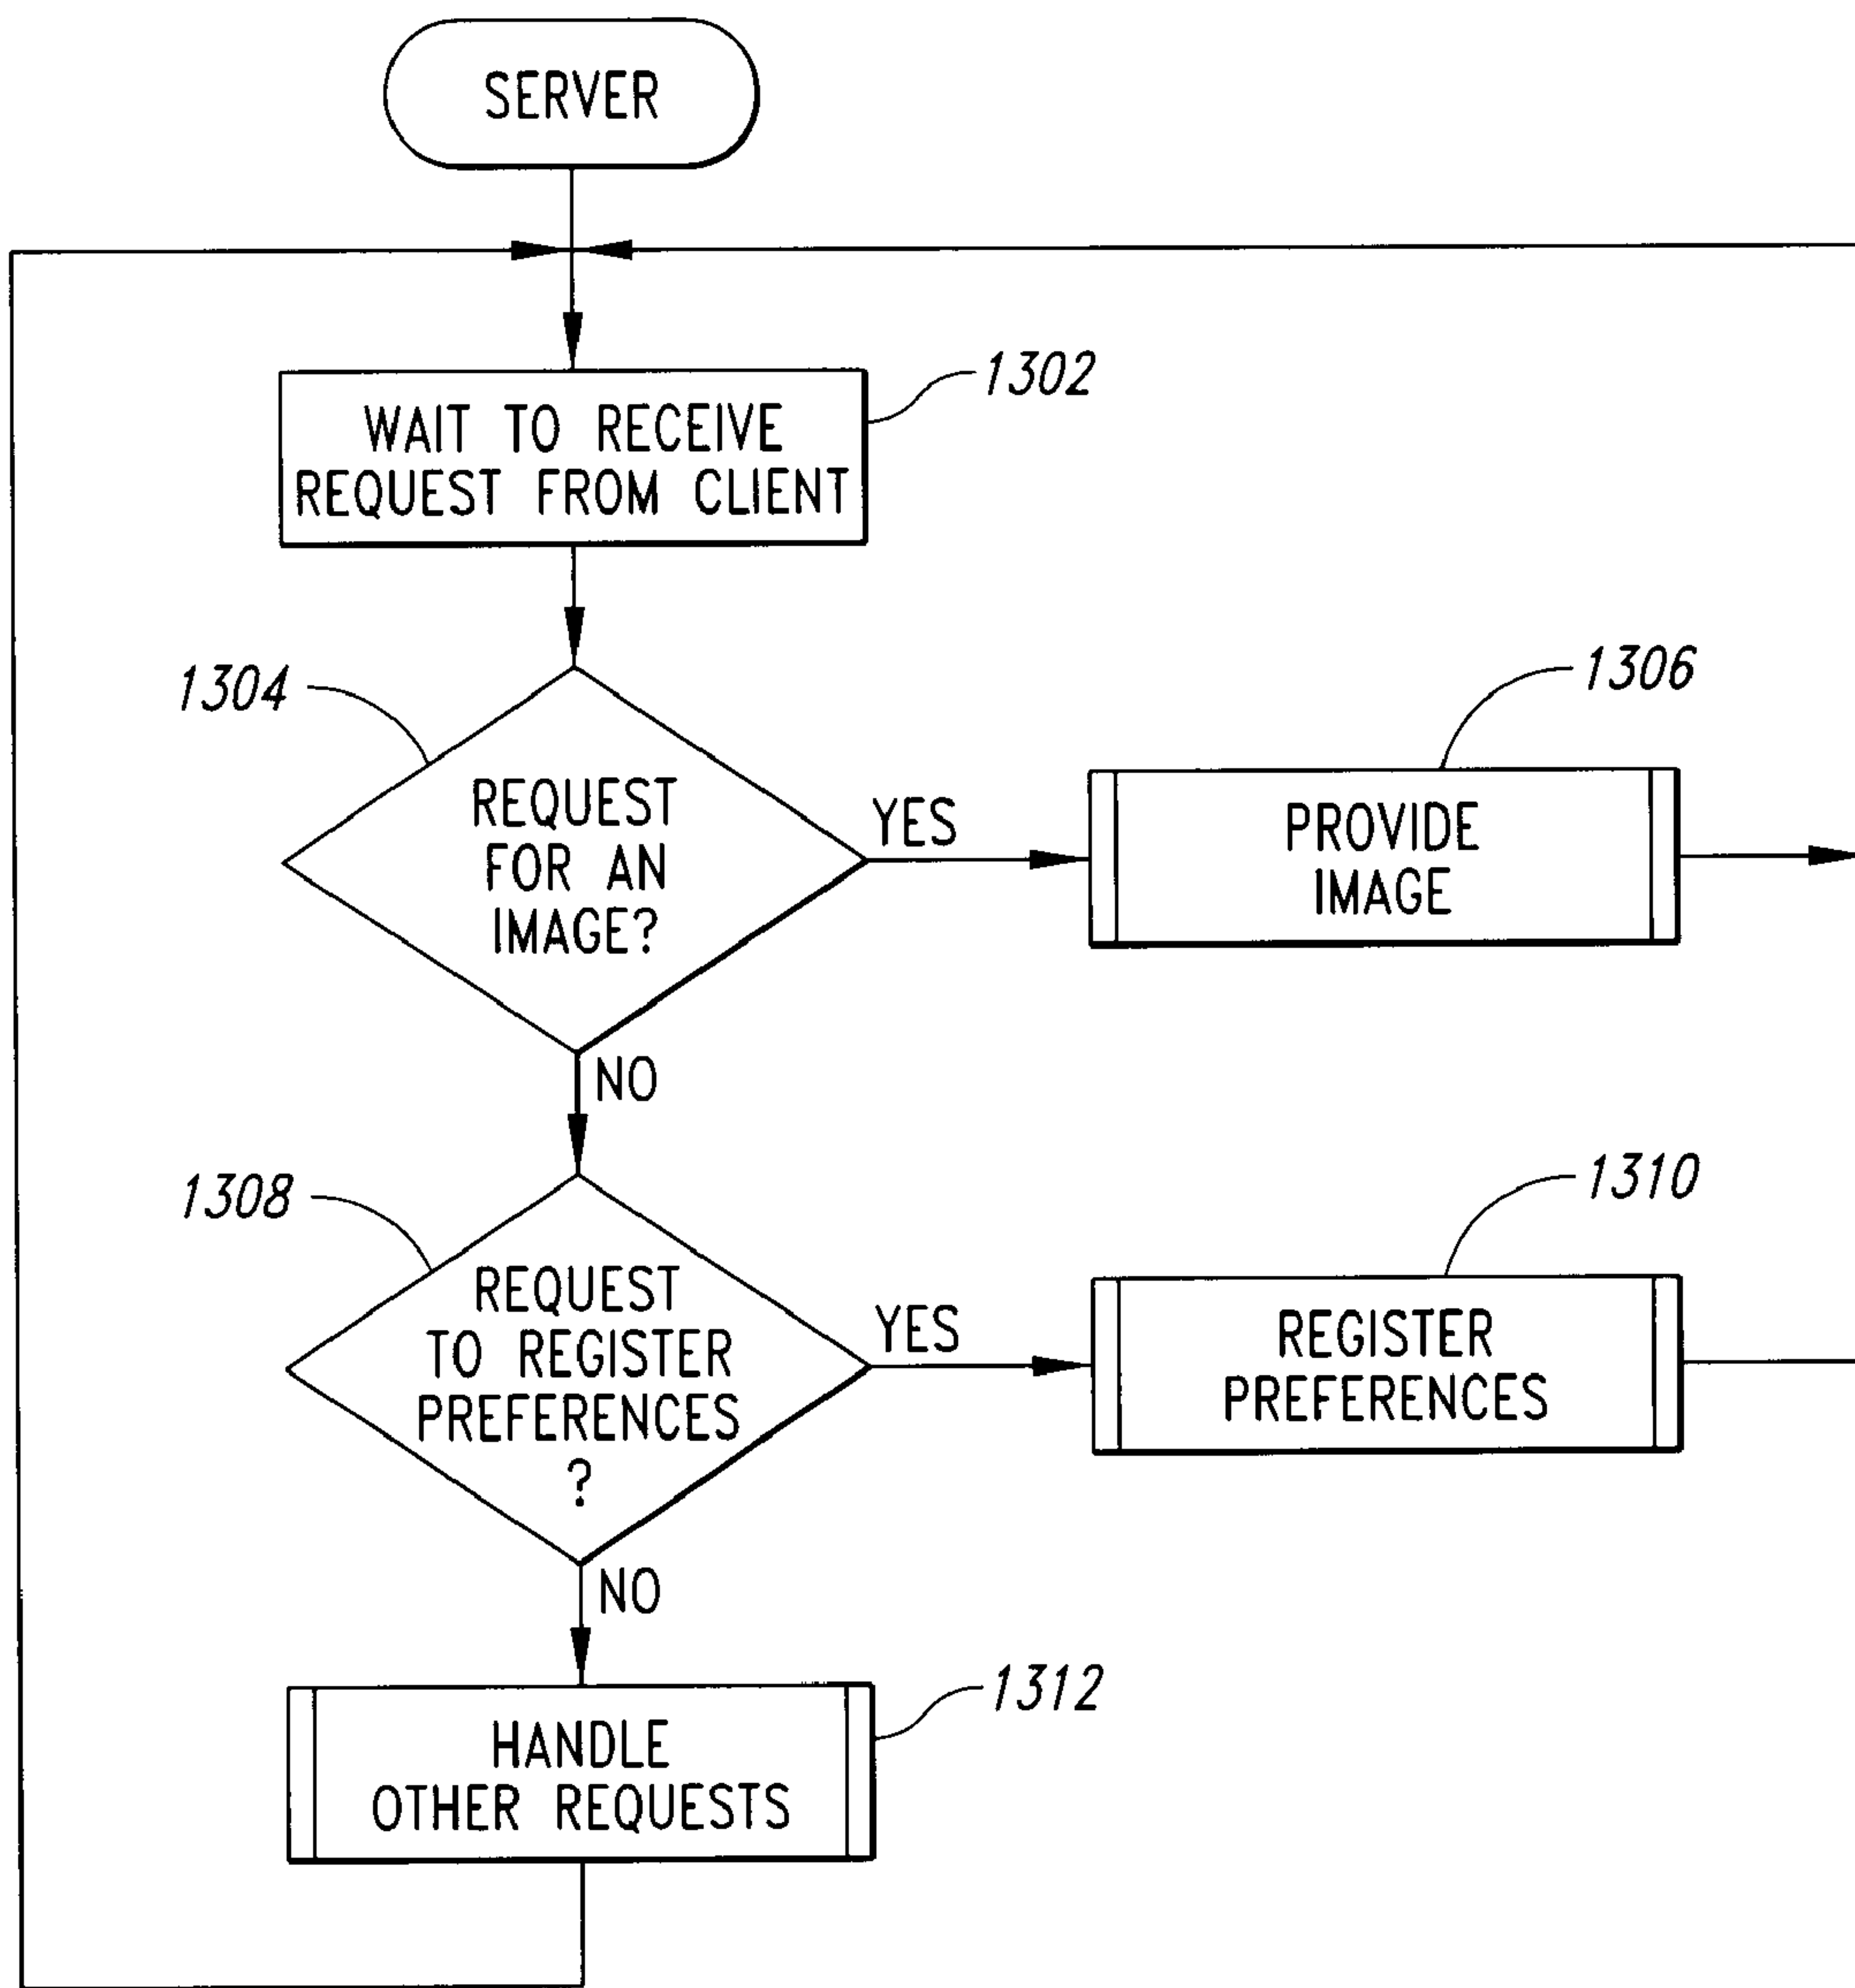 SERVER
1302
WAIT TO RECEIVE
REQUEST FROM CLIENT
1304
REQUEST
FOR AN
IMAGE?
YES
1306
PROVIDE
IMAGE
NO
1308
REQUEST
TO REGISTER
PREFERENCES
?
YES
1310
REGISTER
PREFERENCES
NO
1312
HANDLE
OTHER REQUESTS